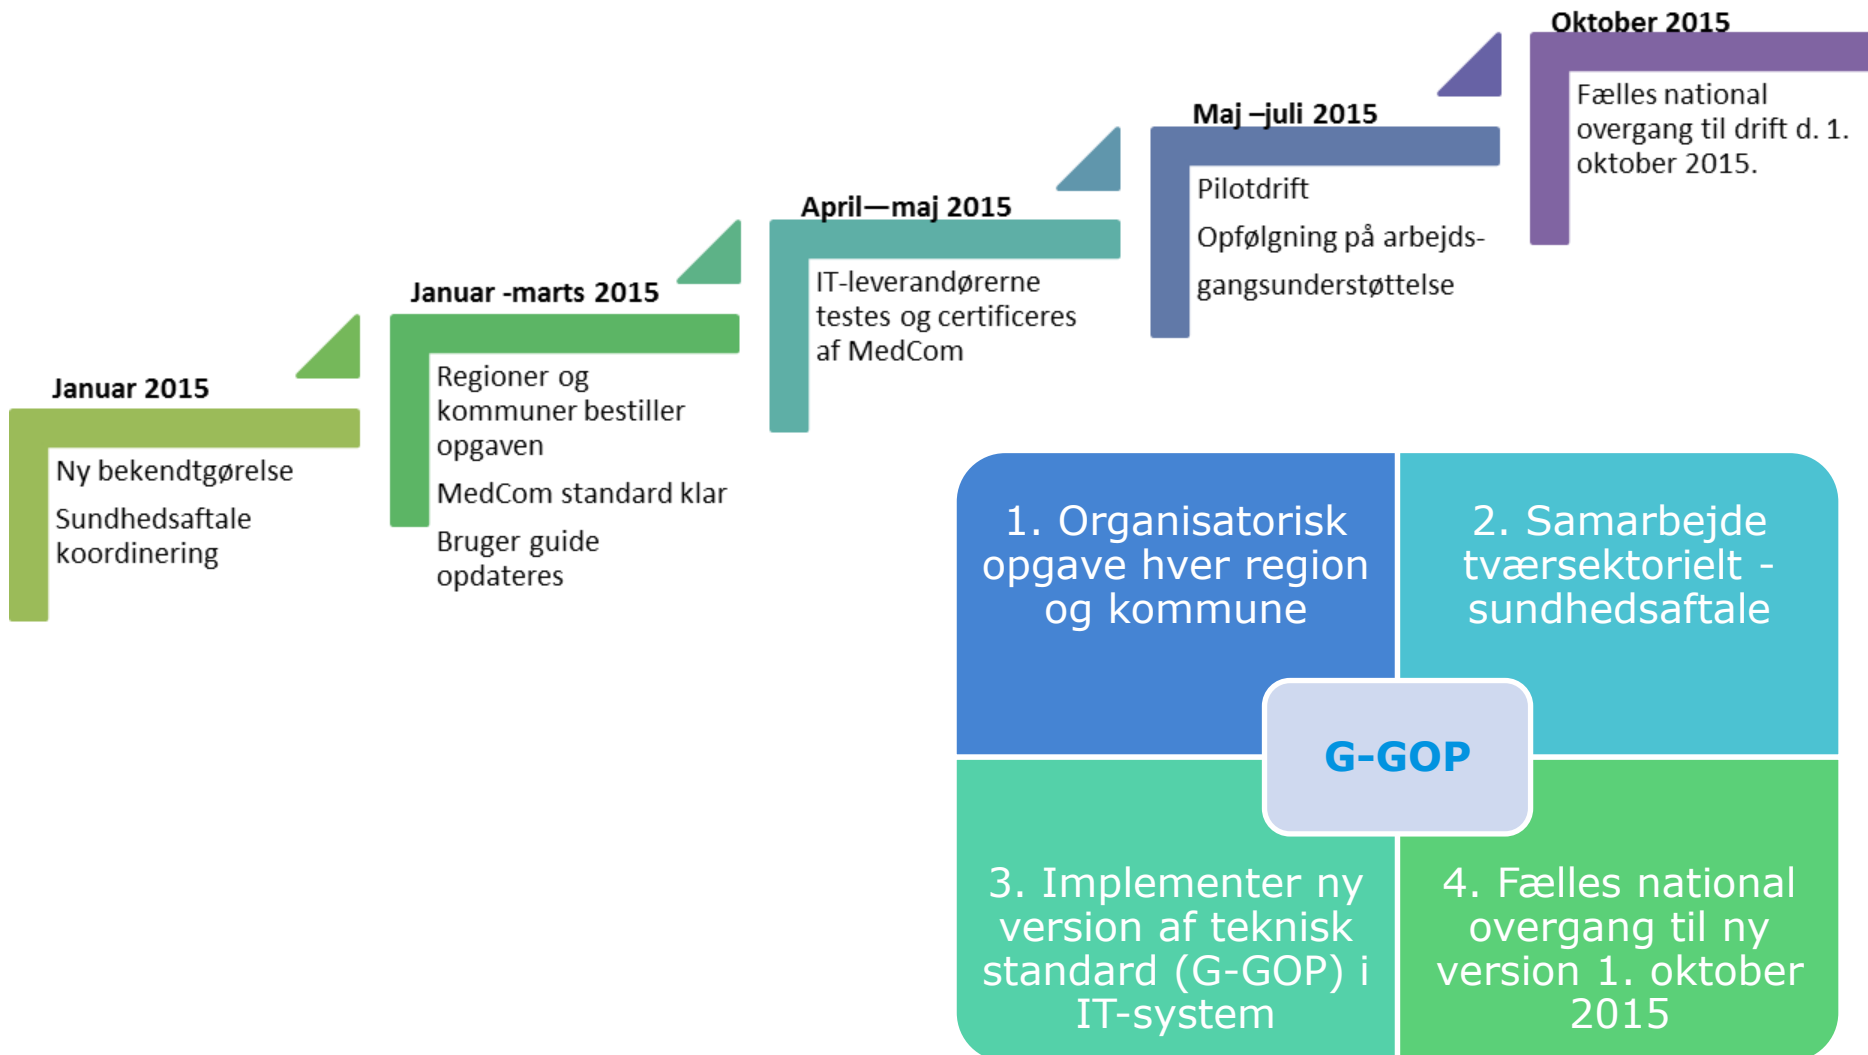 Januar 2015
Ny bekendtgørelse
Sundhedsaftale
koordinering
Januar -marts 2015
Regioner og
kommuner bestiller
opgaven
MedCom standard klar
Bruger guide
opdateres
April—maj 2015
IT-leverandørerne
testes og certificeres
af MedCom
Maj –juli 2015
Pilotdrift
Opfølgning på arbejds-
gangsunderstøttelse
Oktober 2015
Fælles national
overgang til drift d. 1.
oktober 2015.
1. Organisatorisk
opgave hver region
og kommune
2. Samarbejde
tværsektorielt -
sundhedsaftale
G-GOP
3. Implementer ny
version af teknisk
standard (G-GOP) i
IT-system
4. Fælles national
overgang til ny
version 1. oktober
2015